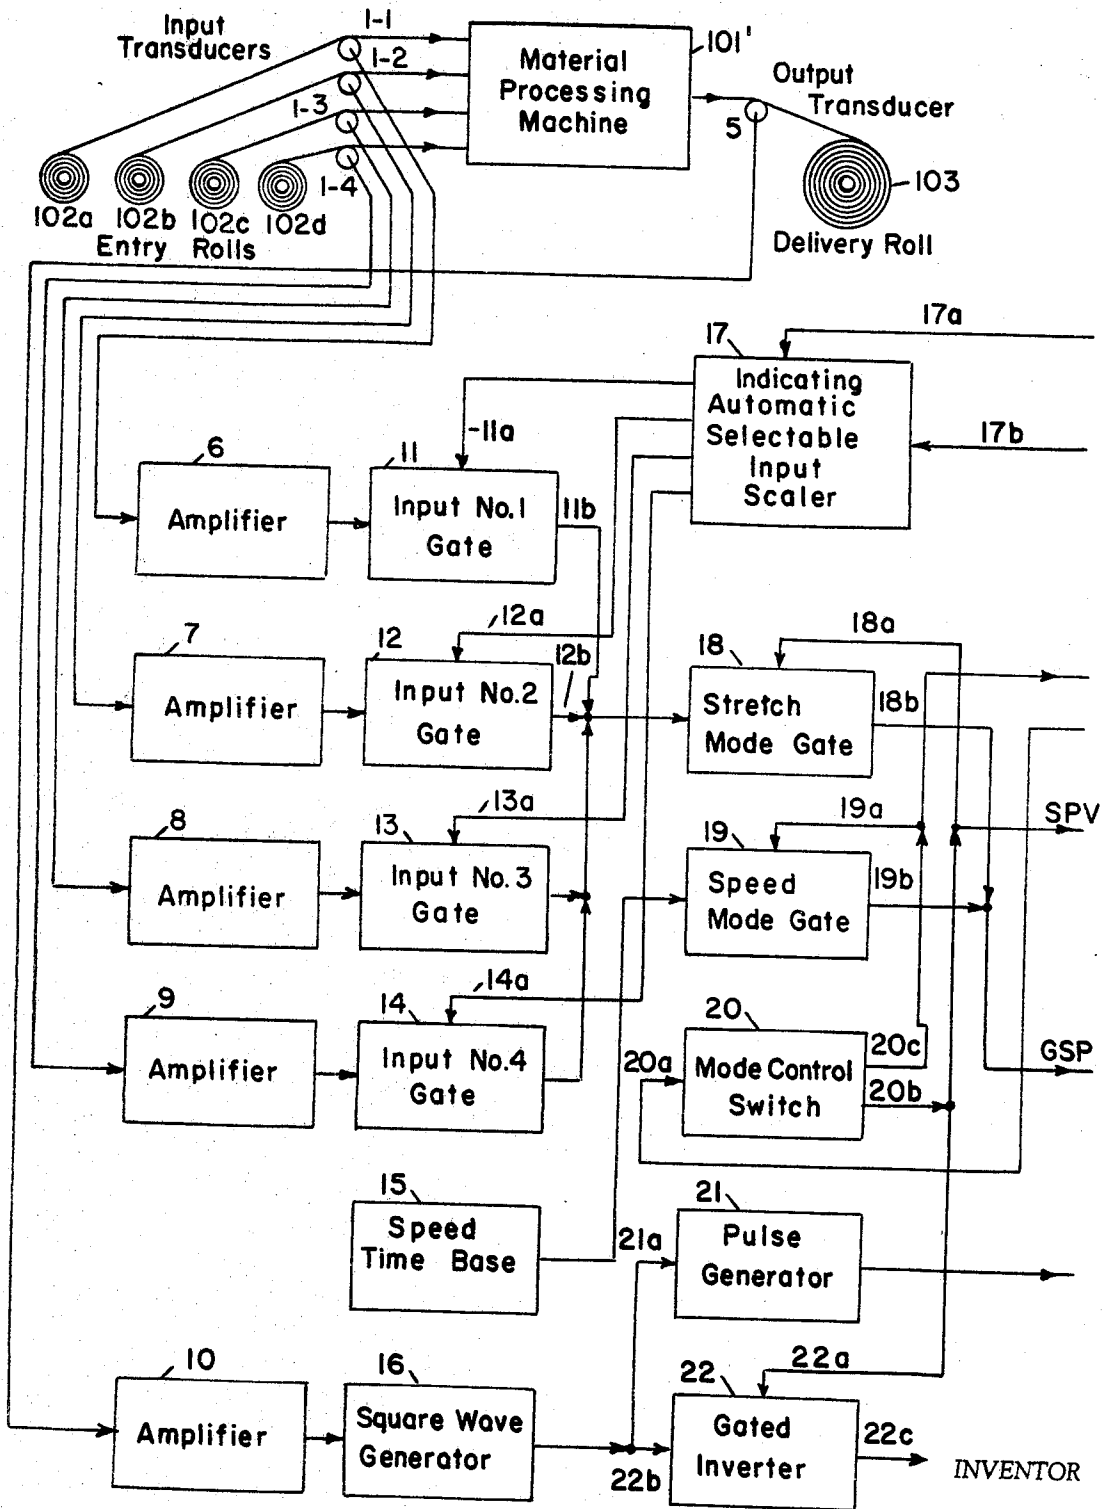 Input
Transducers
1-1
1-2
1-3
1-4
Material
Processing
Machine
101'
Output
Transducer
5
103
102a
102b
102c
102d
Entry Rolls
Delivery Roll
17a
17
Indicating
Automatic
Selectable
Input
Scaler
17b
11a
6
Amplifier
11
Input No.1
Gate
11b
7
Amplifier
12
12a
Input No.2
Gate
12b
18
18a
Stretch
Mode Gate
18b
8
Amplifier
13
13a
Input No.3
Gate
19
19a
Speed
Mode Gate
19b
SPV
9
Amplifier
14
14a
Input No.4
Gate
20a
20
Mode Control
Switch
20c
20b
GSP
15
Speed
Time Base
21a
21
Pulse
Generator
10
Amplifier
16
Square Wave
Generator
22b
22
22a
Gated
Inverter
22c
INVENTOR